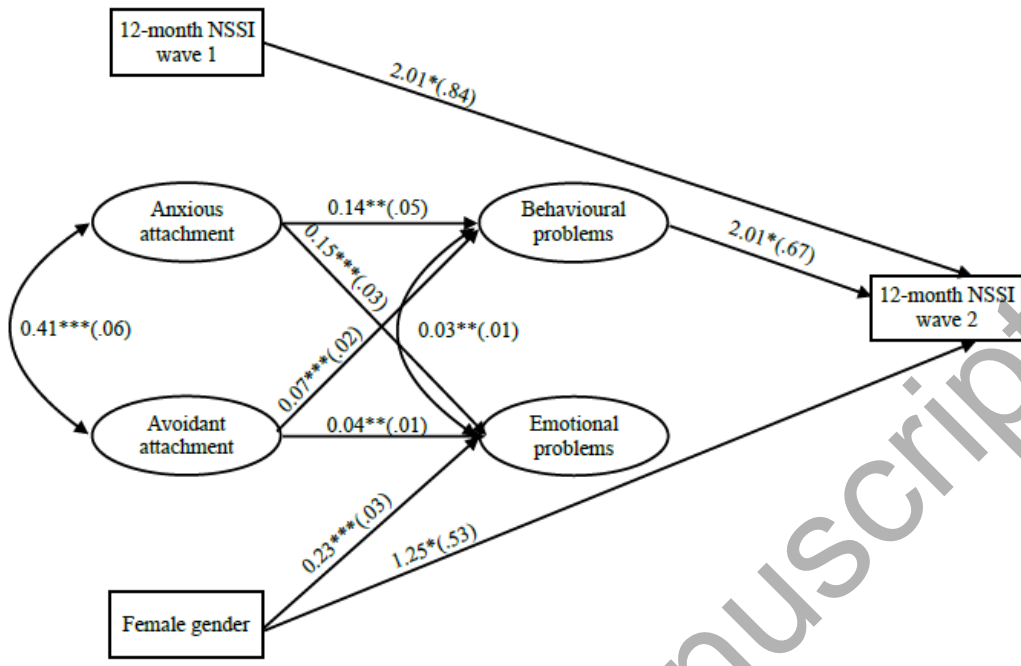 12-month NSSI
wave 1
2.01*(.84)
Anxious
attachment
0.14**(.05)
Behavioural
problems
0.15***(.03)
2.01*(.67)
12-month NSSI
wave 2
0.41***(.06)
0.03**(.01)
0.07***(.02)
Avoidant
attachment
0.04**(.01)
Emotional
problems
0.23***(.03)
1.25*(.53)
Female gender
nuscript